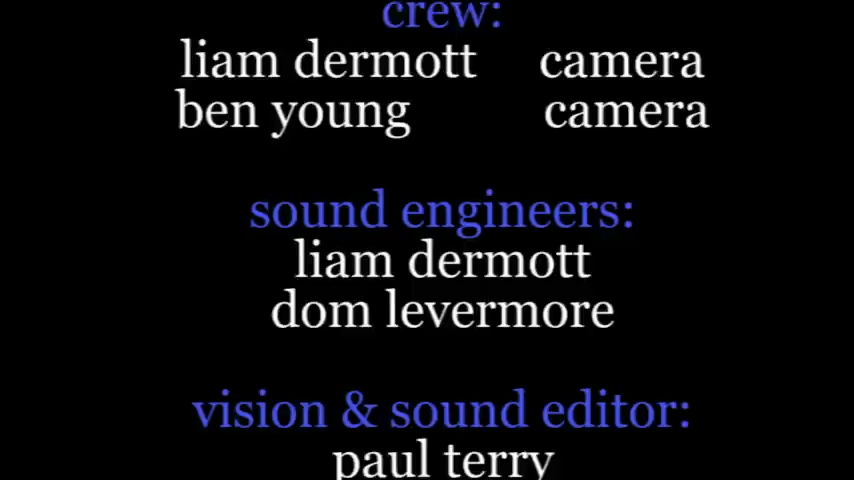 crew:
liam dermott camera
ben young camera
sound engineers:
liam dermott
dom levermore
vision & sound editor:
paul terry